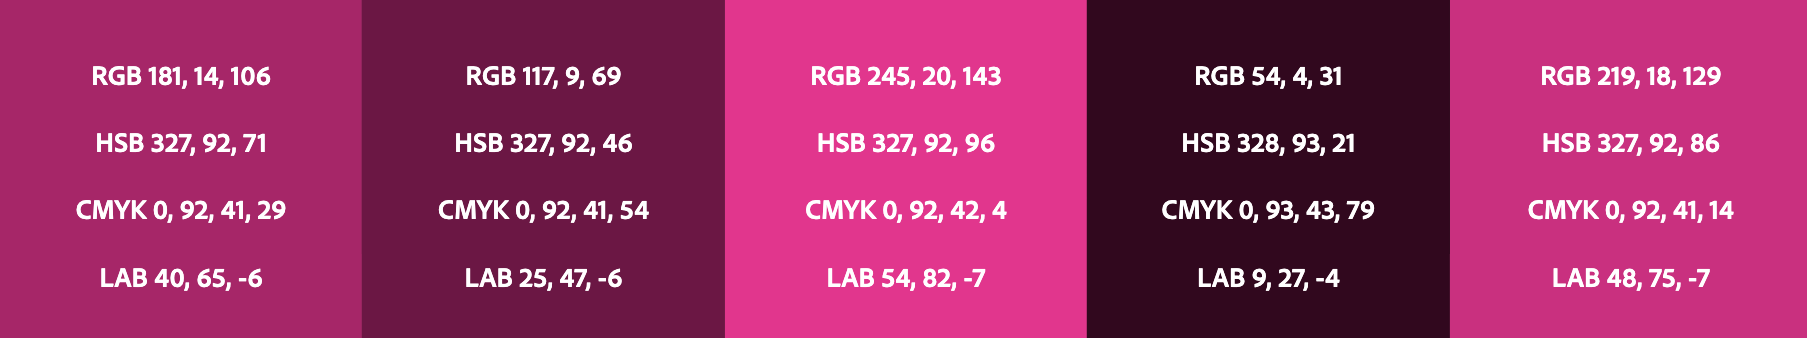 RGB 181, 14, 106
HSB 327, 92, 71
CMYK 0, 92, 41, 29
LAB 40, 65, -6
RGB 117, 9, 69
HSB 327, 92, 46
CMYK 0, 92, 41, 54
LAB 25, 47, -6
RGB 245, 20, 143
HSB 327, 92, 96
CMYK 0, 92, 42, 4
LAB 54, 82, -7
RGB 54, 4, 31
HSB 328, 93, 21
CMYK 0, 93, 43, 79
LAB 9, 27, -4
RGB 219, 18, 129
HSB 327, 92, 86
CMYK 0, 92, 41, 14
LAB 48, 75, -7